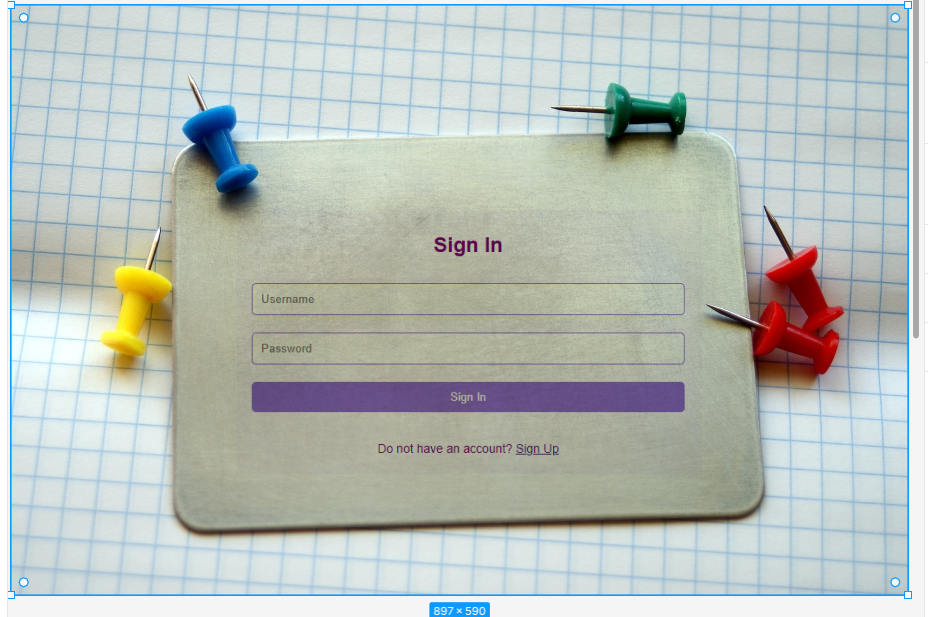 Sign In
Username
Password
Sign In
Do not have an account? Sign Up
897 × 590